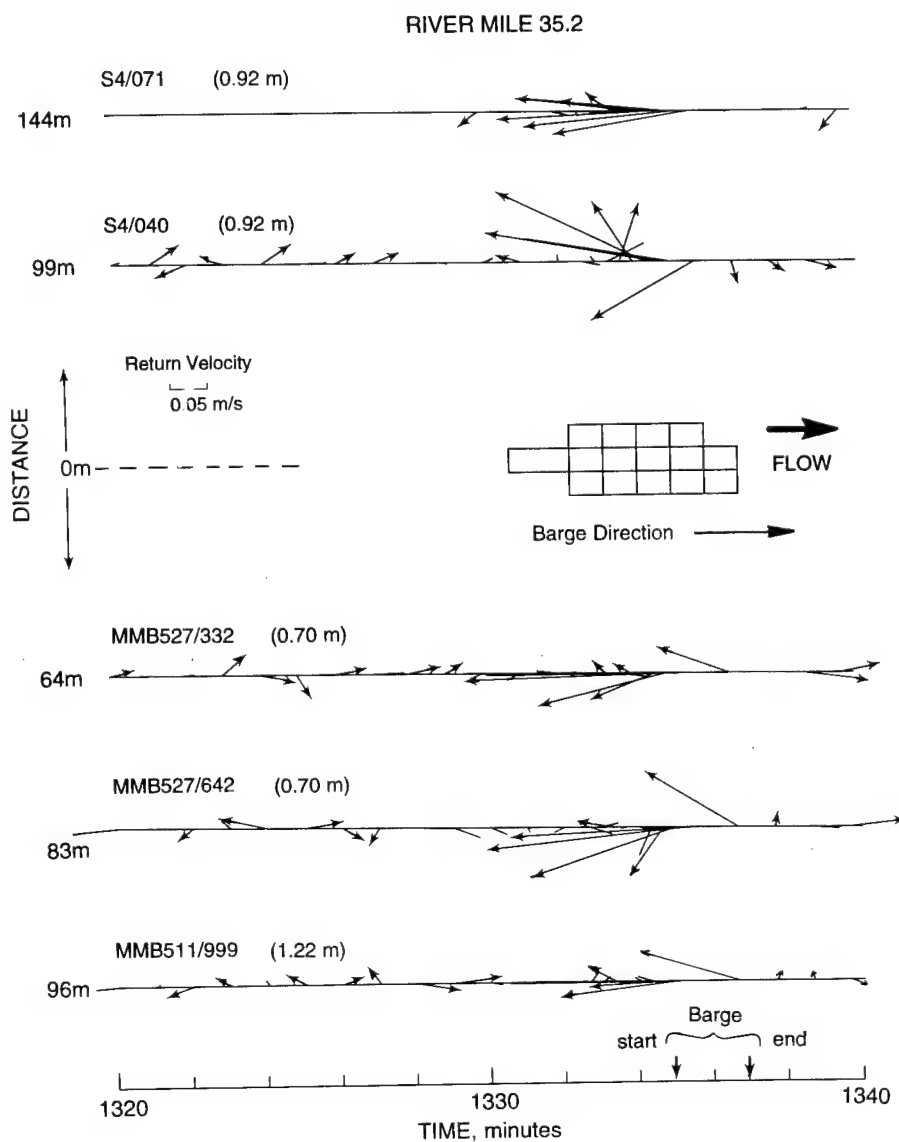 RIVER MILE 35.2
S4/071 (0.92 m)
144m
S4/040 (0.92 m)
99m
Return Velocity
0.05 m/s
DISTANCE
0m
FLOW
Barge Direction
MMB527/332 (0.70 m)
64m
MMB527/642 (0.70 m)
83m
MMB511/999 (1.22 m)
96m
Barge
start end
1320 1330 1340
TIME, minutes